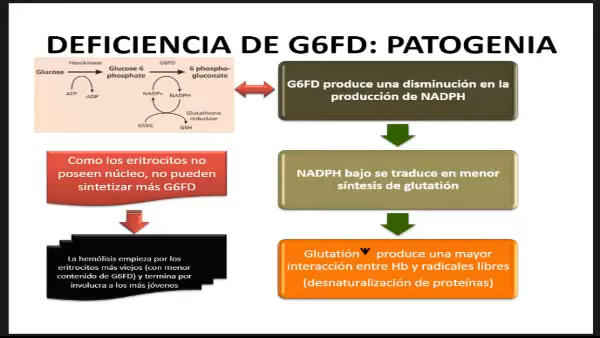 DEFICIENCIA DE G6FD: PATOGENIA
Hexokinase
G6FD
Glucose
Glucose 6
phosphate
6 phospho-
gluconate
ATP
ADP
NADP+
NADPH
Glutathrone
reductase
GSSG
GSH
G6FD produce una disminución en la
producción de NADPH
Como los eritrocitos no
poseen núcleo, no pueden
sintetizar más G6FD
NADPH bajo se traduce en menor
síntesis de glutatión
La hemólisis empieza por los
eritrocitos más viejos (con menor
contenido de G6FD) y termina por
involucra a los más jóvenes
Glutatión produce una mayor
interacción entre Hb y radicales libres
(desnaturalización de proteínas)